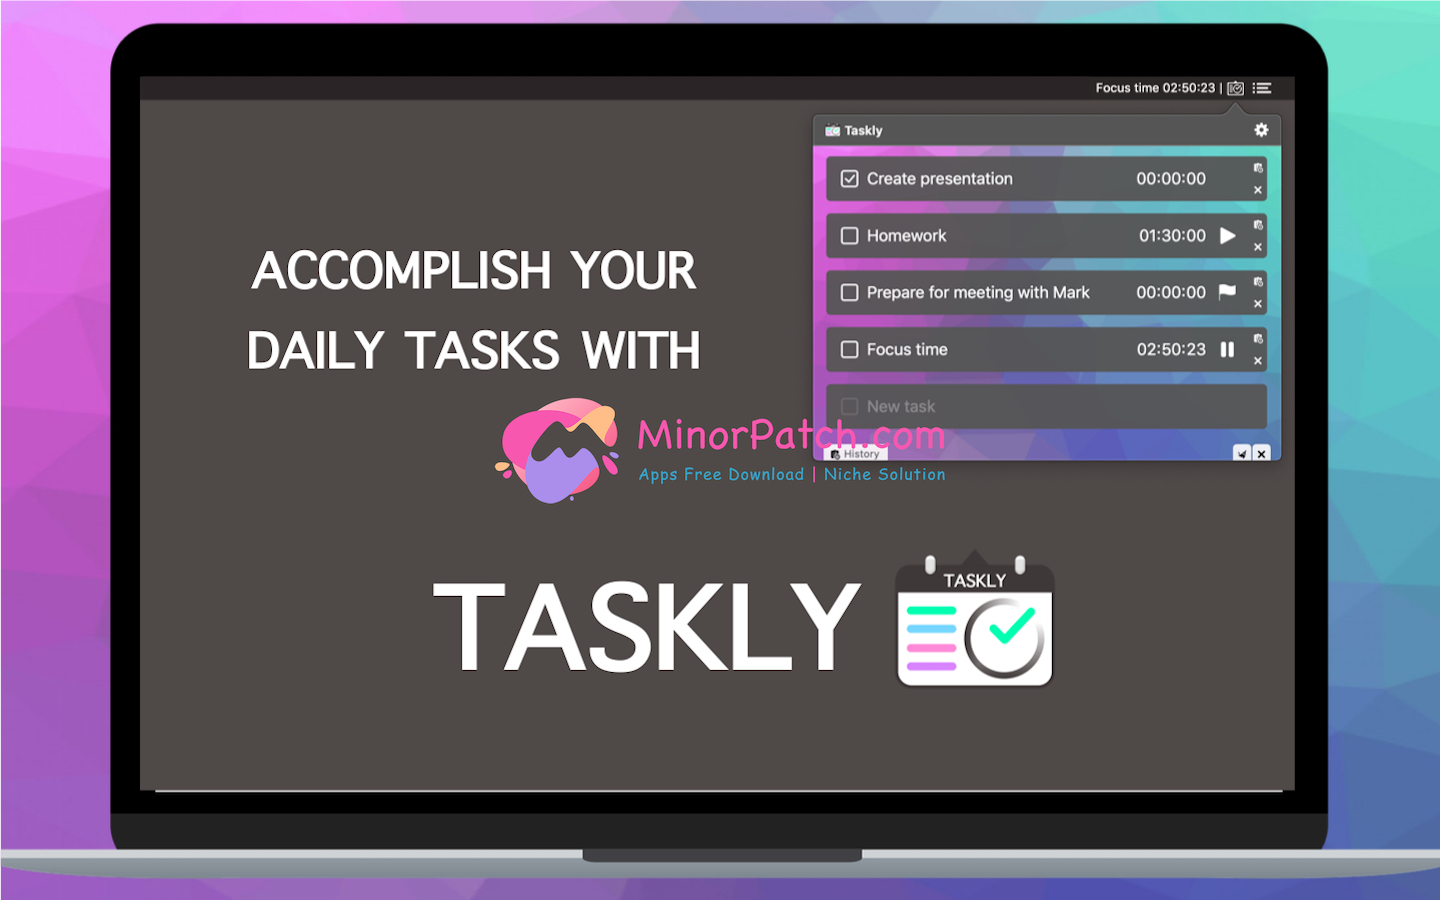 Focus time 02:50:23 |
Taskly
Create presentation 00:00:00
Homework 01:30:00
Prepare for meeting with Mark 00:00:00
Focus time 02:50:23
New task
History
ACCOMPLISH YOUR
DAILY TASKS WITH
MinorPatch.com
Apps Free Download | Niche Solution
TASKLY
TASKLY